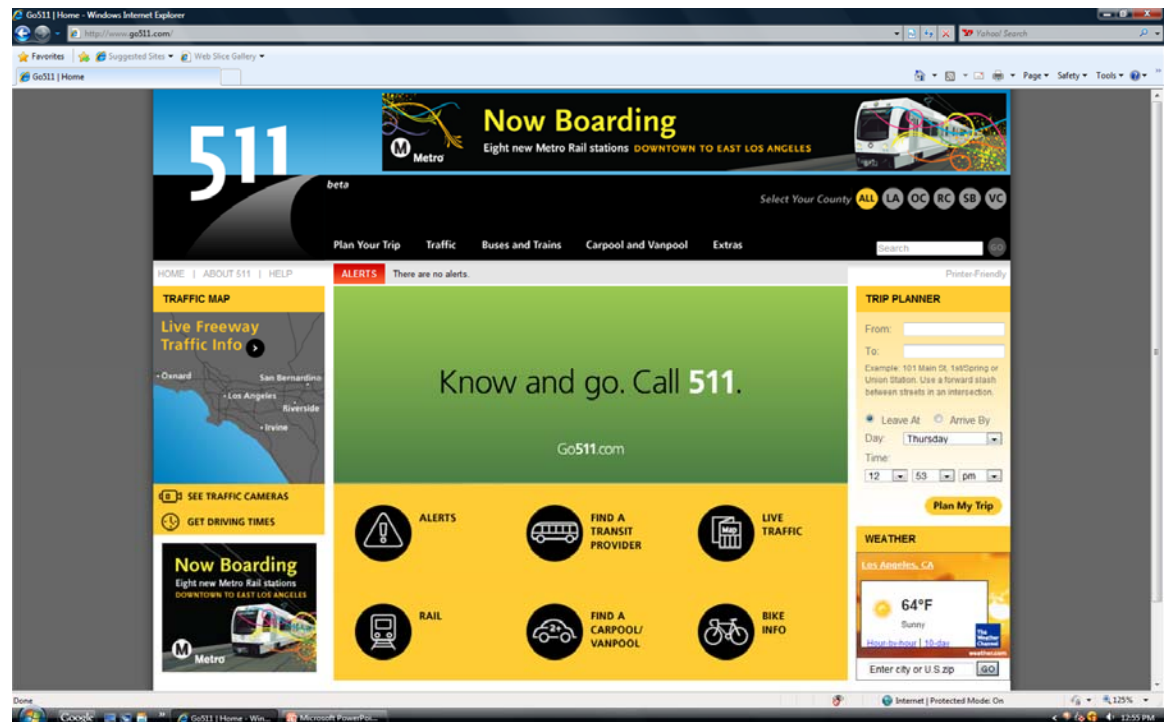 Go511 | Home - Windows Internet Explorer
http://www.go511.com/
Yahoo! Search
Favorites
Suggested Sites
Web Slice Gallery
Go511 | Home
Page
Safety
Tools
511
Metro
Now Boarding
Eight new Metro Rail stations DOWNTOWN TO EAST LOS ANGELES
beta
Select Your County ALL LA OC RC SB VC
Plan Your Trip Traffic Buses and Trains Carpool and Vanpool Extras
Search GO
HOME | ABOUT 511 | HELP
ALERTS There are no alerts.
Printer-Friendly
TRAFFIC MAP
Live Freeway
Traffic Info
Oxnard
San Bernardino
Los Angeles
Riverside
Irvine
SEE TRAFFIC CAMERAS
GET DRIVING TIMES
Now Boarding
Eight new Metro Rail stations
DOWNTOWN TO EAST LOS ANGELES
Metro
Know and go. Call 511.
Go511.com
ALERTS
FIND A
TRANSIT
PROVIDER
Map
LIVE
TRAFFIC
RAIL
2+
FIND A
CARPOOL/
VANPOOL
BIKE
INFO
TRIP PLANNER
From:
To:
Example: 101 Main St, 1st/Spring or
Union Station. Use a forward slash
between streets in an intersection.
Leave At Arrive By
Day: Thursday
Time:
12 53 pm
Plan My Trip
WEATHER
Los Angeles, CA
64°F
Sunny
Hour-by-hour | 10-day
The
Weather
Channel
weather.com
Enter city or U.S zip GO
Done
Internet | Protected Mode: On
125%
Google
Go511 | Home - Win...
Microsoft PowerPoi...
12:55 PM